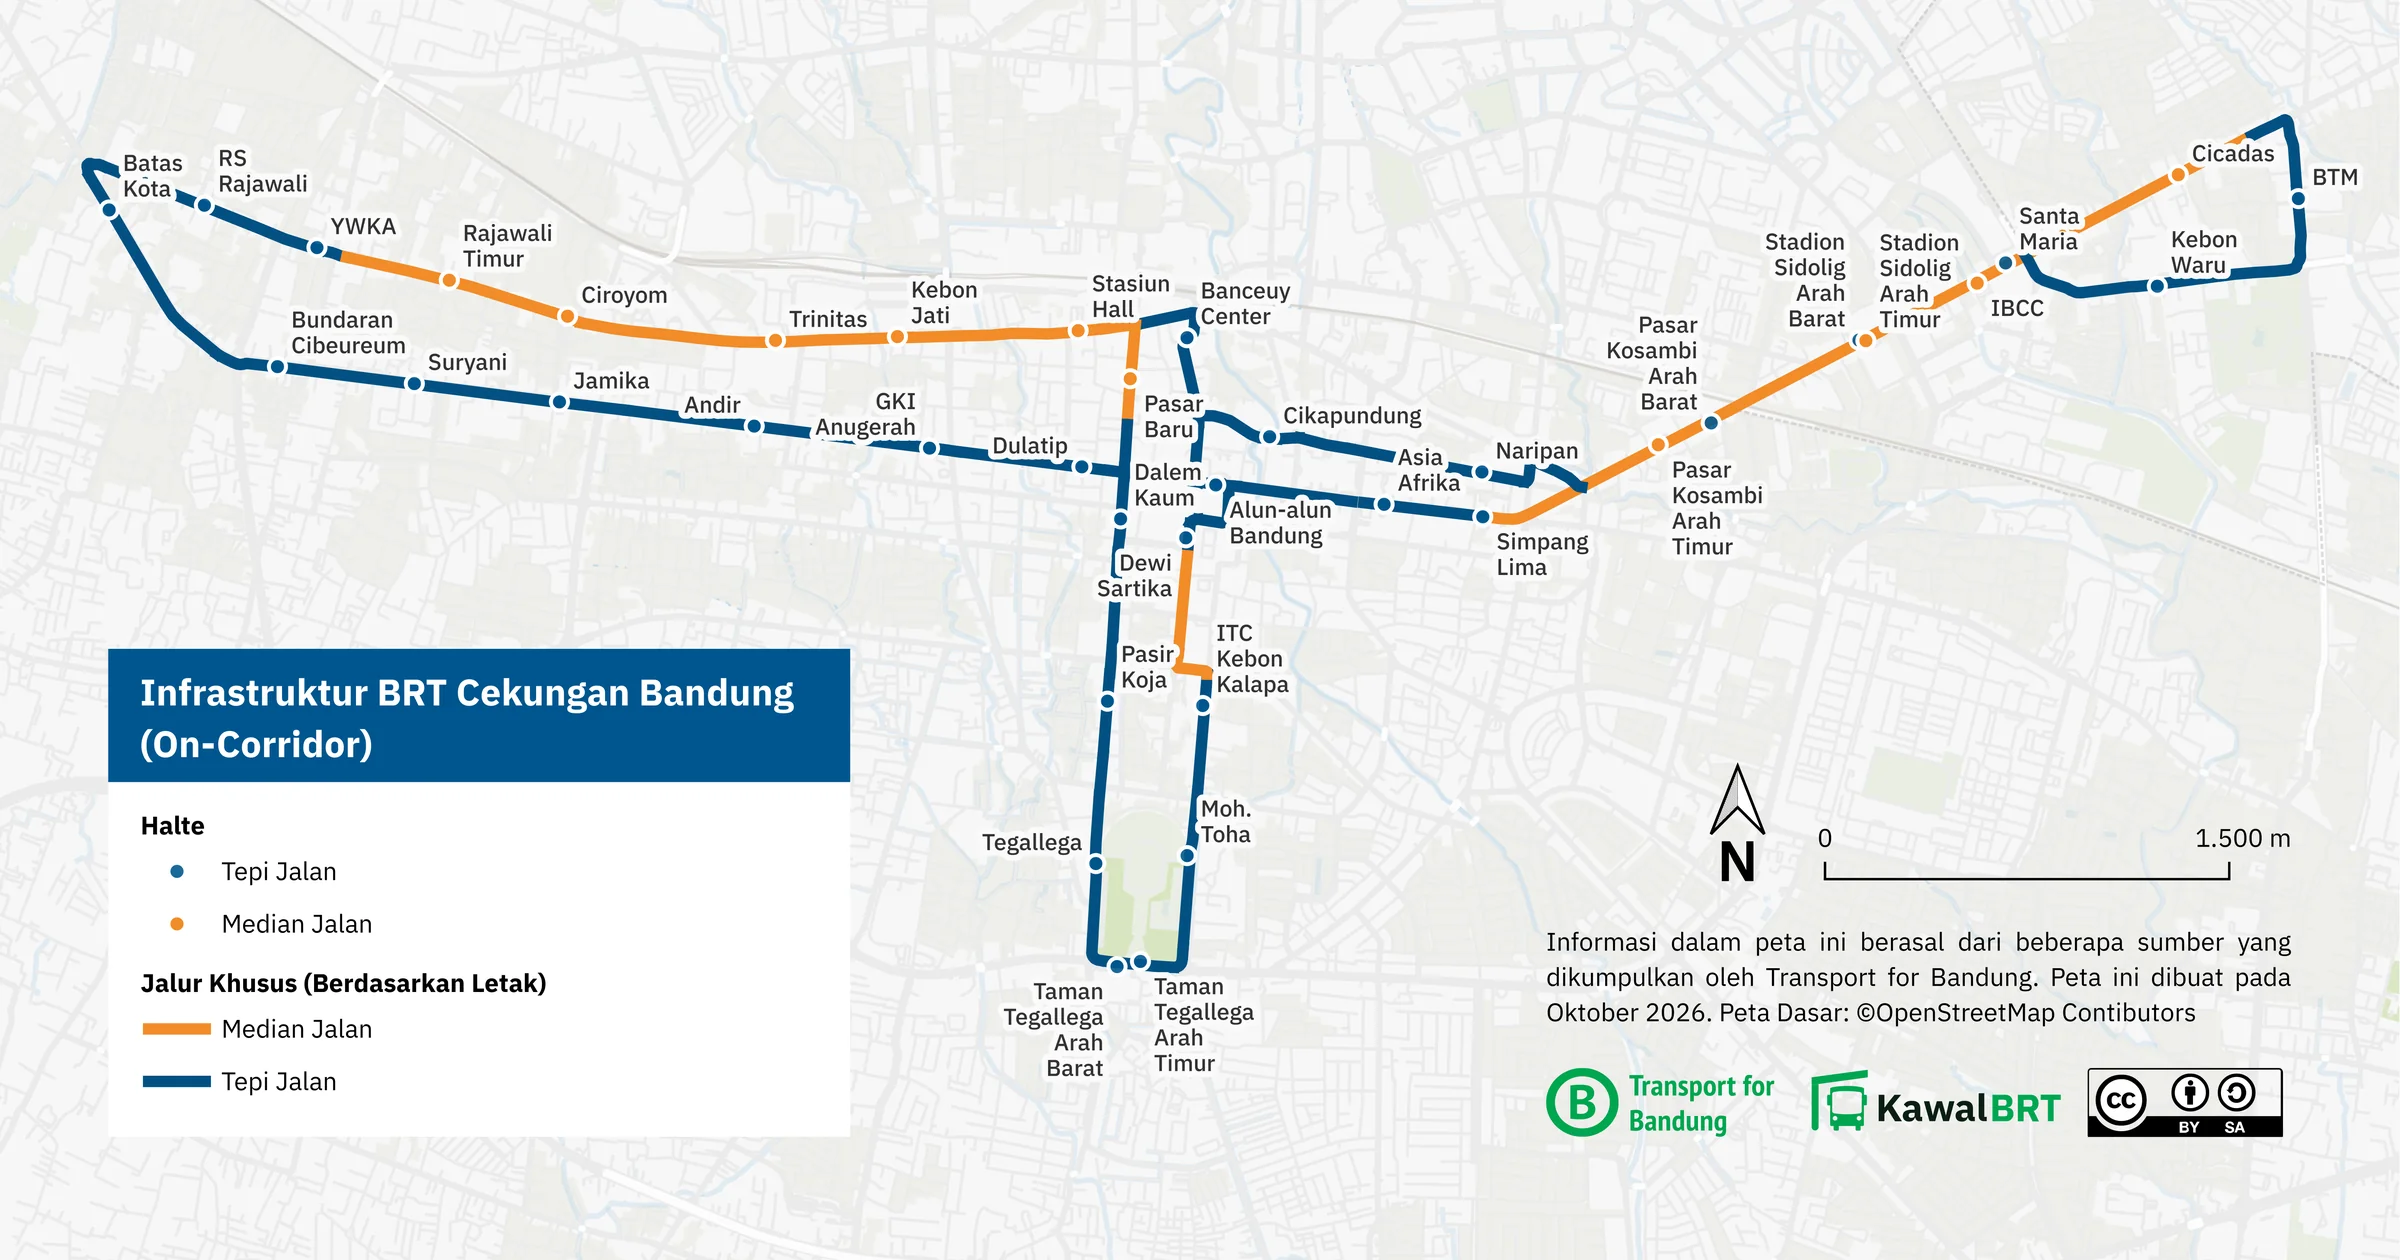 Batas
Kota
RS
Rajawali
YWKA
Rajawali
Timur
Ciroyom
Trinitas
Kebon
Jati
Stasiun
Hall
Banceuy
Center
Bundaran
Cibeureum
Suryani
Jamika
Andir
GKI
Anugerah
Dulatip
Pasar
Baru
Cikapundung
Dalem
Kaum
Asia
Afrika
Naripan
Alun-alun
Bandung
Simpang
Lima
Dewi
Sartika
Pasir
Koja
ITC
Kebon
Kalapa
Moh.
Toha
Tegallega
Taman
Tegallega
Arah
Barat
Taman
Tegallega
Arah
Timur
Pasar
Kosambi
Arah
Barat
Pasar
Kosambi
Arah
Timur
Stadion
Sidolig
Arah
Barat
Stadion
Sidolig
Arah
Timur
IBCC
Santa
Maria
Cicadas
BTM
Kebon
Waru
Infrastruktur BRT Cekungan Bandung
(On-Corridor)
Halte
Tepi Jalan
Median Jalan
Jalur Khusus (Berdasarkan Letak)
Median Jalan
Tepi Jalan
N
0
1.500 m
Informasi dalam peta ini berasal dari beberapa sumber yang
dikumpulkan oleh Transport for Bandung. Peta ini dibuat pada
Oktober 2026. Peta Dasar: ©OpenStreetMap Contibutors
B
Transport for
Bandung
KawalBRT
cc
BY SA